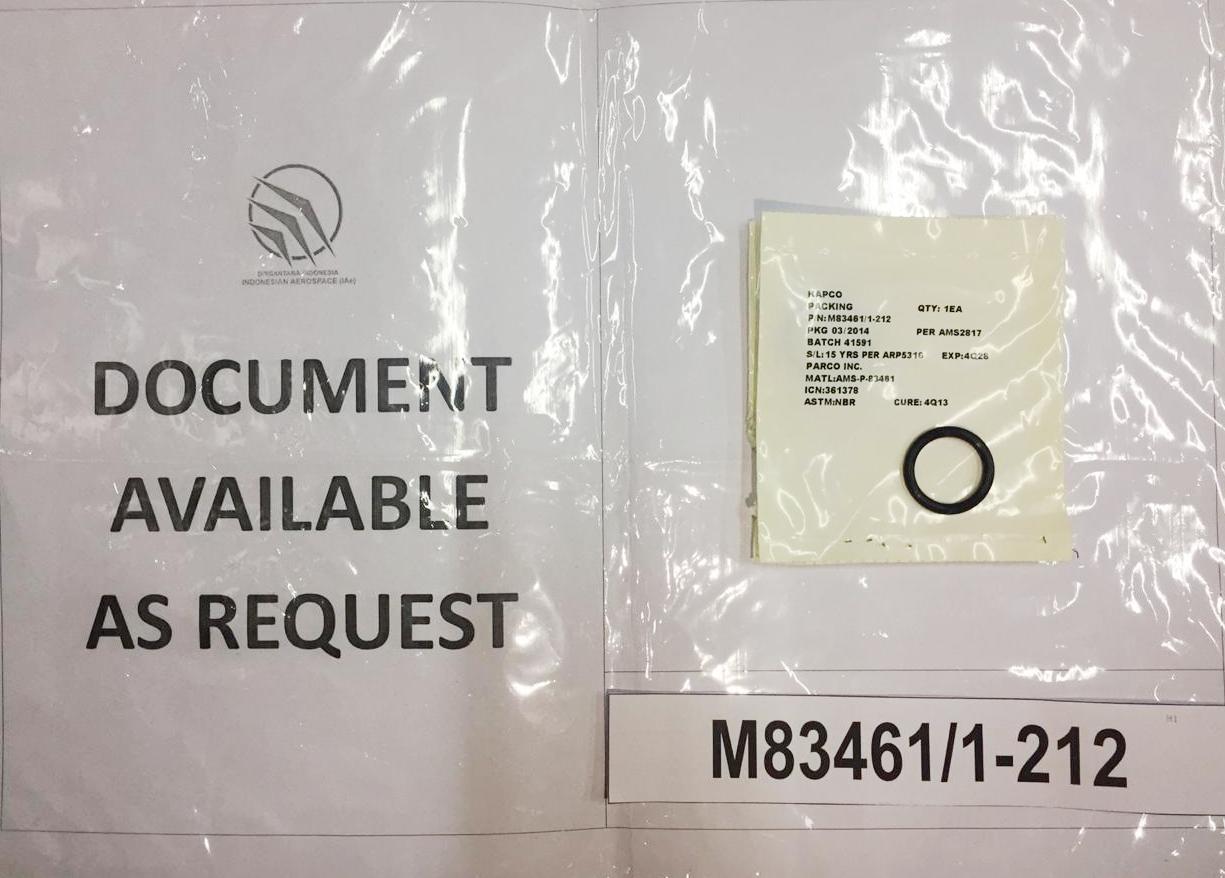 DIRGANTARA INDONESIA
INDONESIAN AEROSPACE (IAe)
DOCUMENT
AVAILABLE
AS REQUEST
KAPCO
PACKING QTY: 1EA
P/N: M83461/1-212
PKG 03/2014 PER AMS2817
BATCH 41591
S/L: 15 YRS PER ARP5316 EXP:4Q28
PARCO INC.
MATL:AMS-P-83461
ICN:361378
ASTM:NBR CURE: 4Q13
M83461/1-212
H1